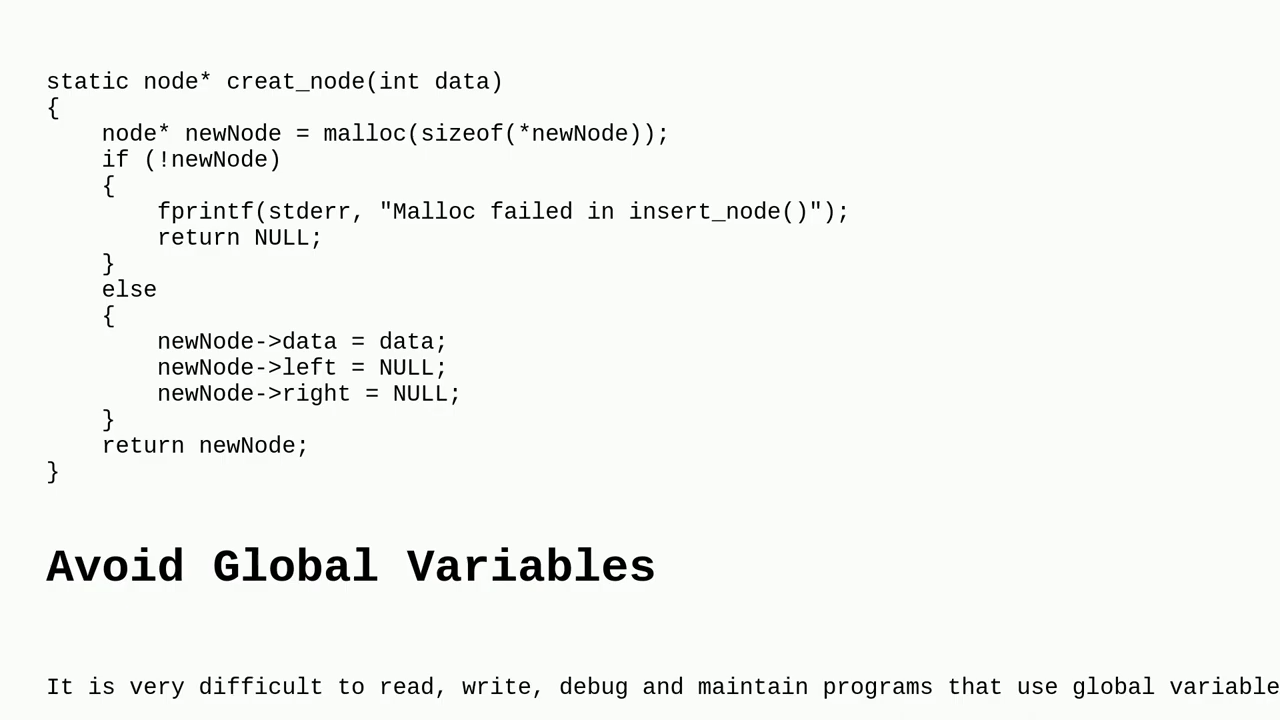 static node* creat_node(int data)
{
    node* newNode = malloc(sizeof(*newNode));
    if (!newNode)
    {
        fprintf(stderr, "Malloc failed in insert_node()");
        return NULL;
    }
    else
    {
        newNode->data = data;
        newNode->left = NULL;
        newNode->right = NULL;
    }
    return newNode;
}
Avoid Global Variables
It is very difficult to read, write, debug and maintain programs that use global variable